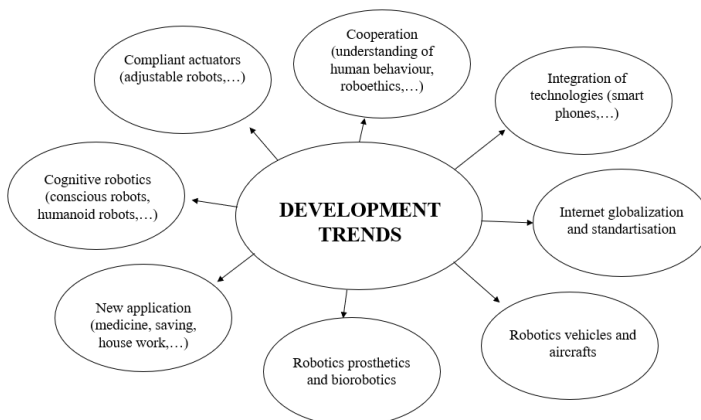 Cooperation
(understanding of
human behaviour,
roboethics,…)
Compliant actuators
(adjustable robots,…)
Integration of
technologies (smart
phones,…)
Cognitive robotics
(conscious robots,
humanoid robots,…)
DEVELOPMENT
TRENDS
Internet globalization
and standartisation
New application
(medicine, saving,
house work,…)
Robotics prosthetics
and biorobotics
Robotics vehicles and
aircrafts